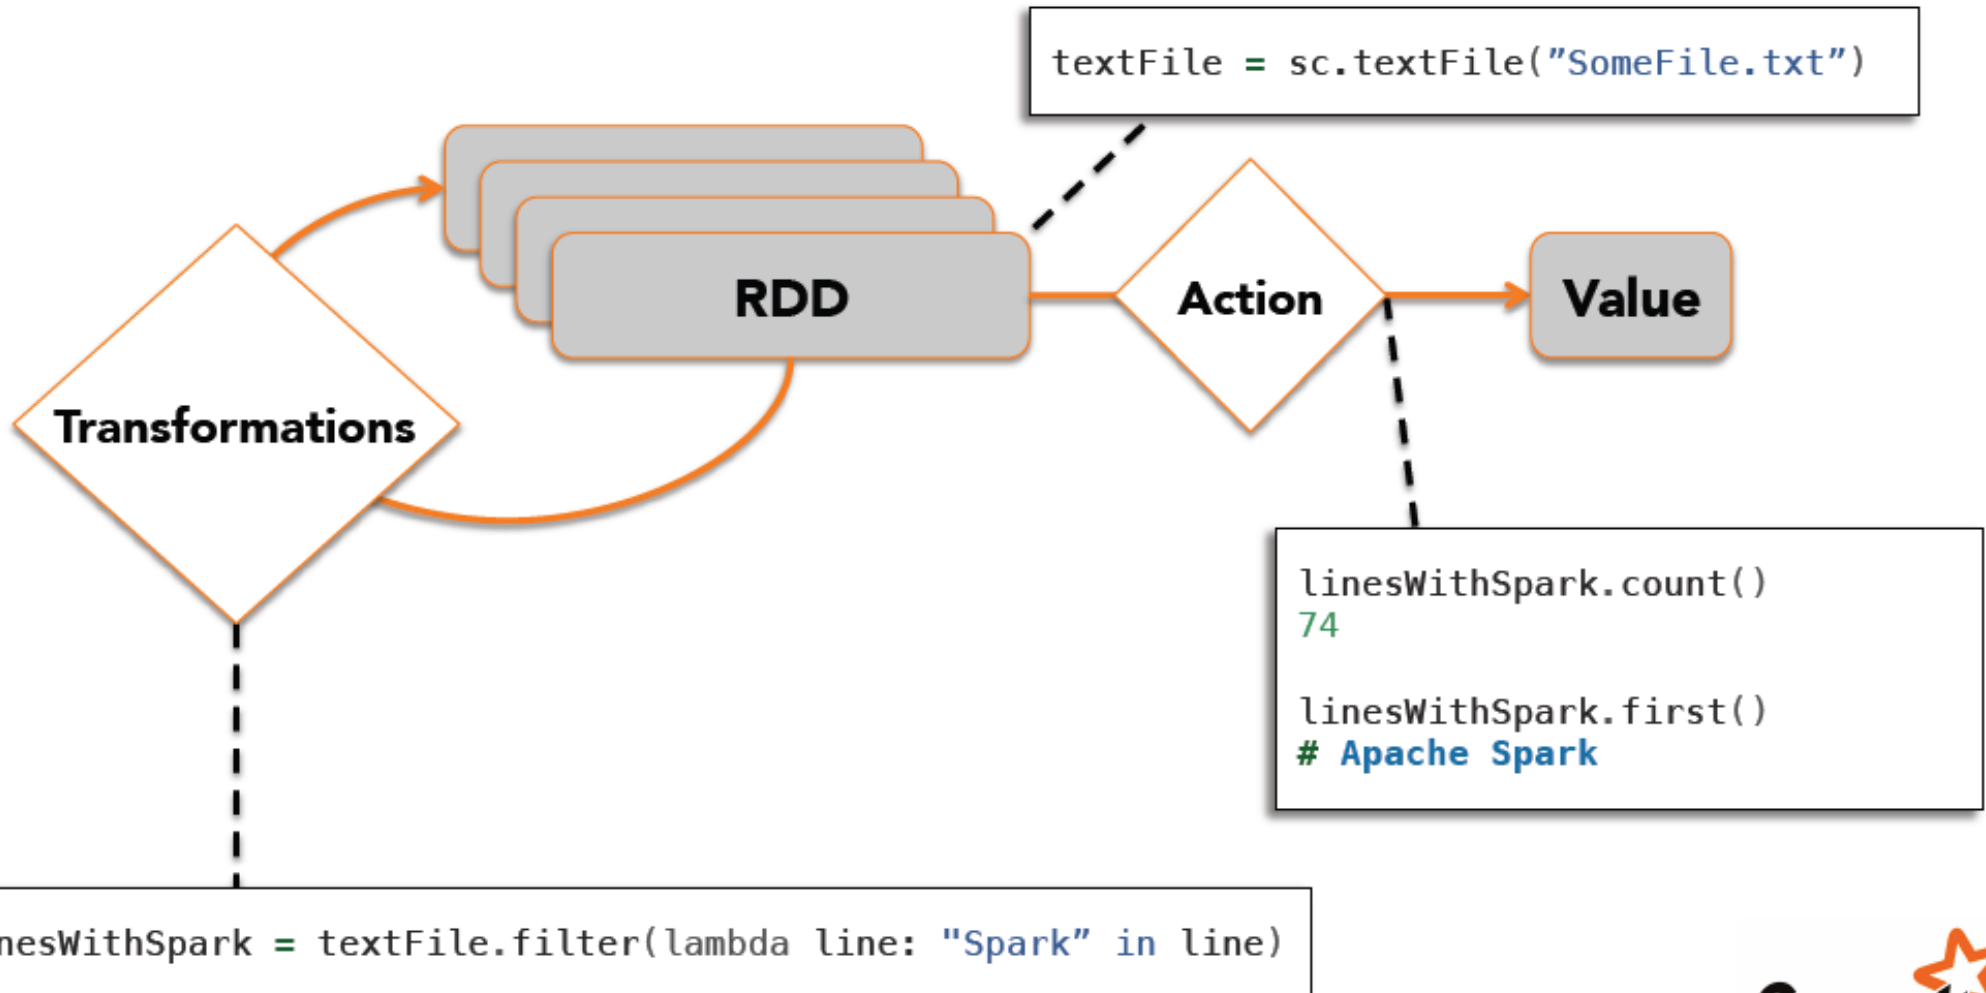 textFile = sc.textFile(”SomeFile.txt”)
RDD
Action
Value
Transformations
linesWithSpark.count()
74
linesWithSpark.first()
# Apache Spark
nesWithSpark = textFile.filter(lambda line: "Spark” in line)